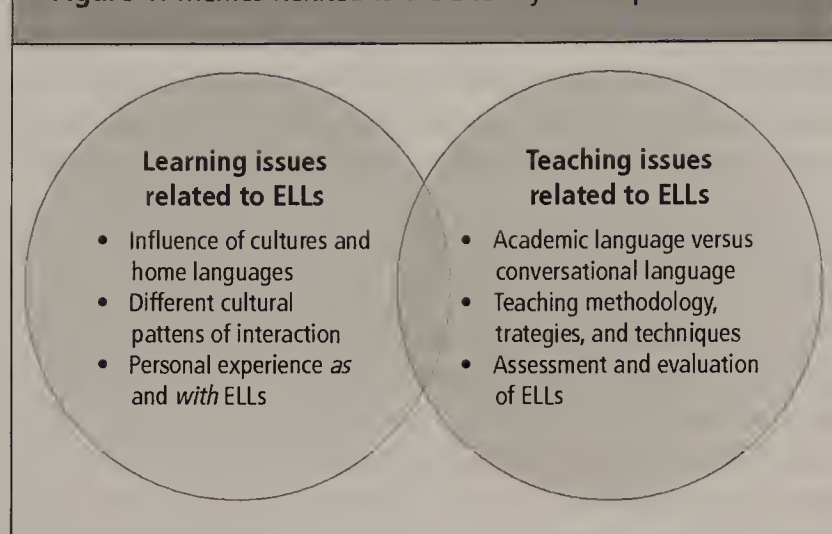 Learning issues
related to ELLs
• Influence of cultures and
home languages
• Different cultural
pattens of interaction
• Personal experience as
and with ELLs
Teaching issues
related to ELLs
• Academic language versus
conversational language
• Teaching methodology,
trategies, and techniques
• Assessment and evaluation
of ELLs